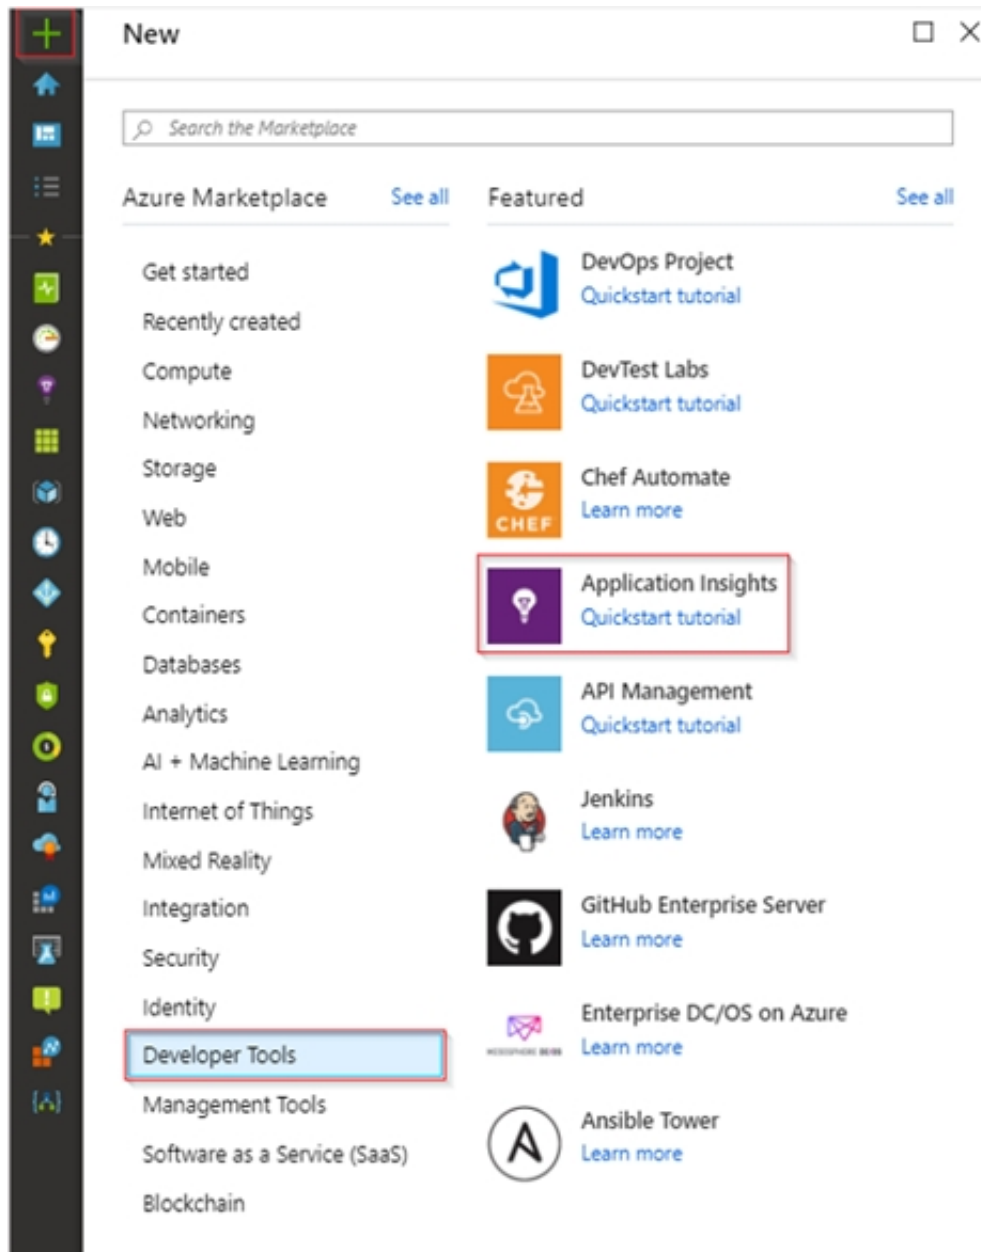 New
Search the Marketplace
Azure Marketplace
See all
Get started
Recently created
Compute
Networking
Storage
Web
Mobile
Containers
Databases
Analytics
AI + Machine Learning
Internet of Things
Mixed Reality
Integration
Security
Identity
Developer Tools
Management Tools
Software as a Service (SaaS)
Blockchain
Featured
See all
DevOps Project
Quickstart tutorial
DevTest Labs
Quickstart tutorial
CHEF
Chef Automate
Learn more
Application Insights
Quickstart tutorial
API Management
Quickstart tutorial
Jenkins
Learn more
GitHub Enterprise Server
Learn more
Enterprise DC/OS on Azure
Learn more
Ansible Tower
Learn more